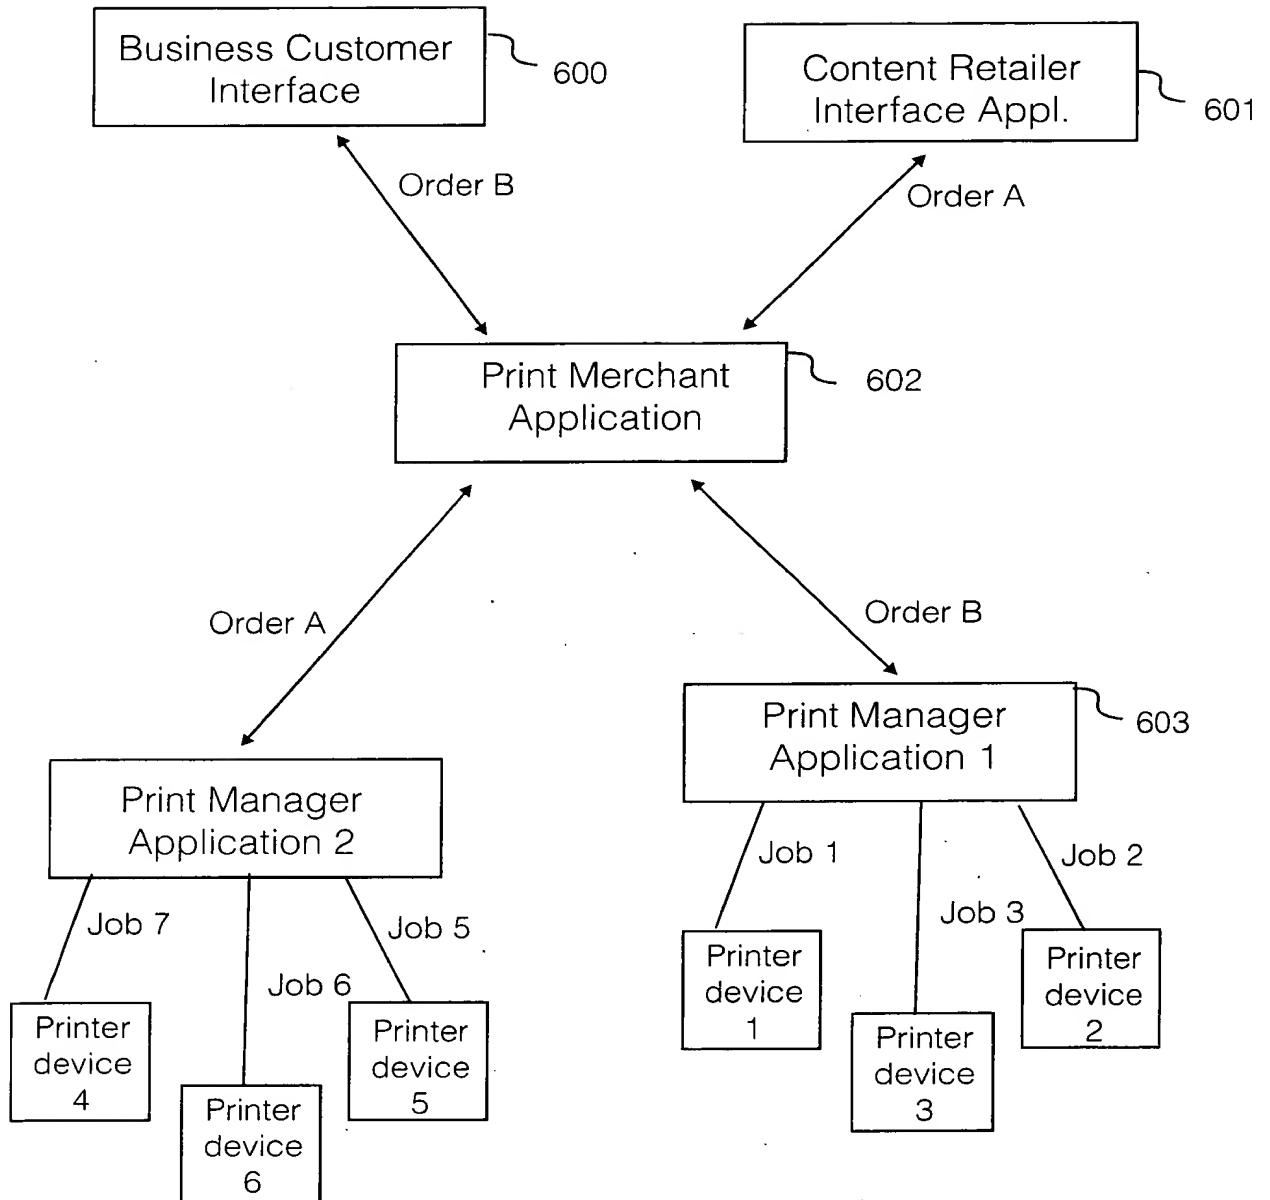 Business Customer
Interface
600
Content Retailer
Interface Appl.
601
Order B
Order A
Print Merchant
Application
602
Order A
Order B
Print Manager
Application 1
603
Print Manager
Application 2
Job 1
Job 2
Job 3
Job 7
Job 5
Job 6
Printer
device
1
Printer
device
2
Printer
device
3
Printer
device
4
Printer
device
5
Printer
device
6